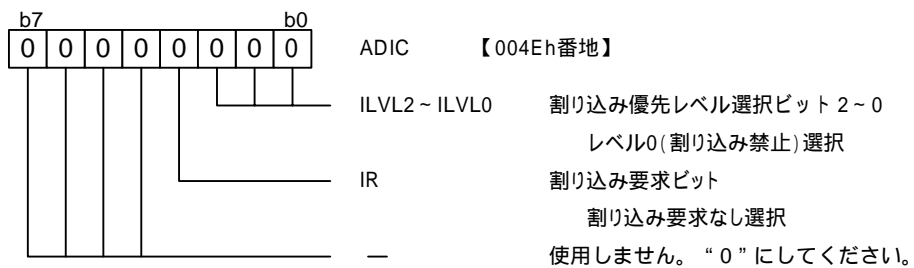 b7 b0
0 0 0 0 0 0 0 0 ADIC 【004Eh番地】
ILVL2～ILVL0 割り込み優先レベル選択ビット2～0
レベル0(割り込み禁止)選択
IR 割り込み要求ビット
割り込み要求なし選択
― 使用しません。“0”にしてください。